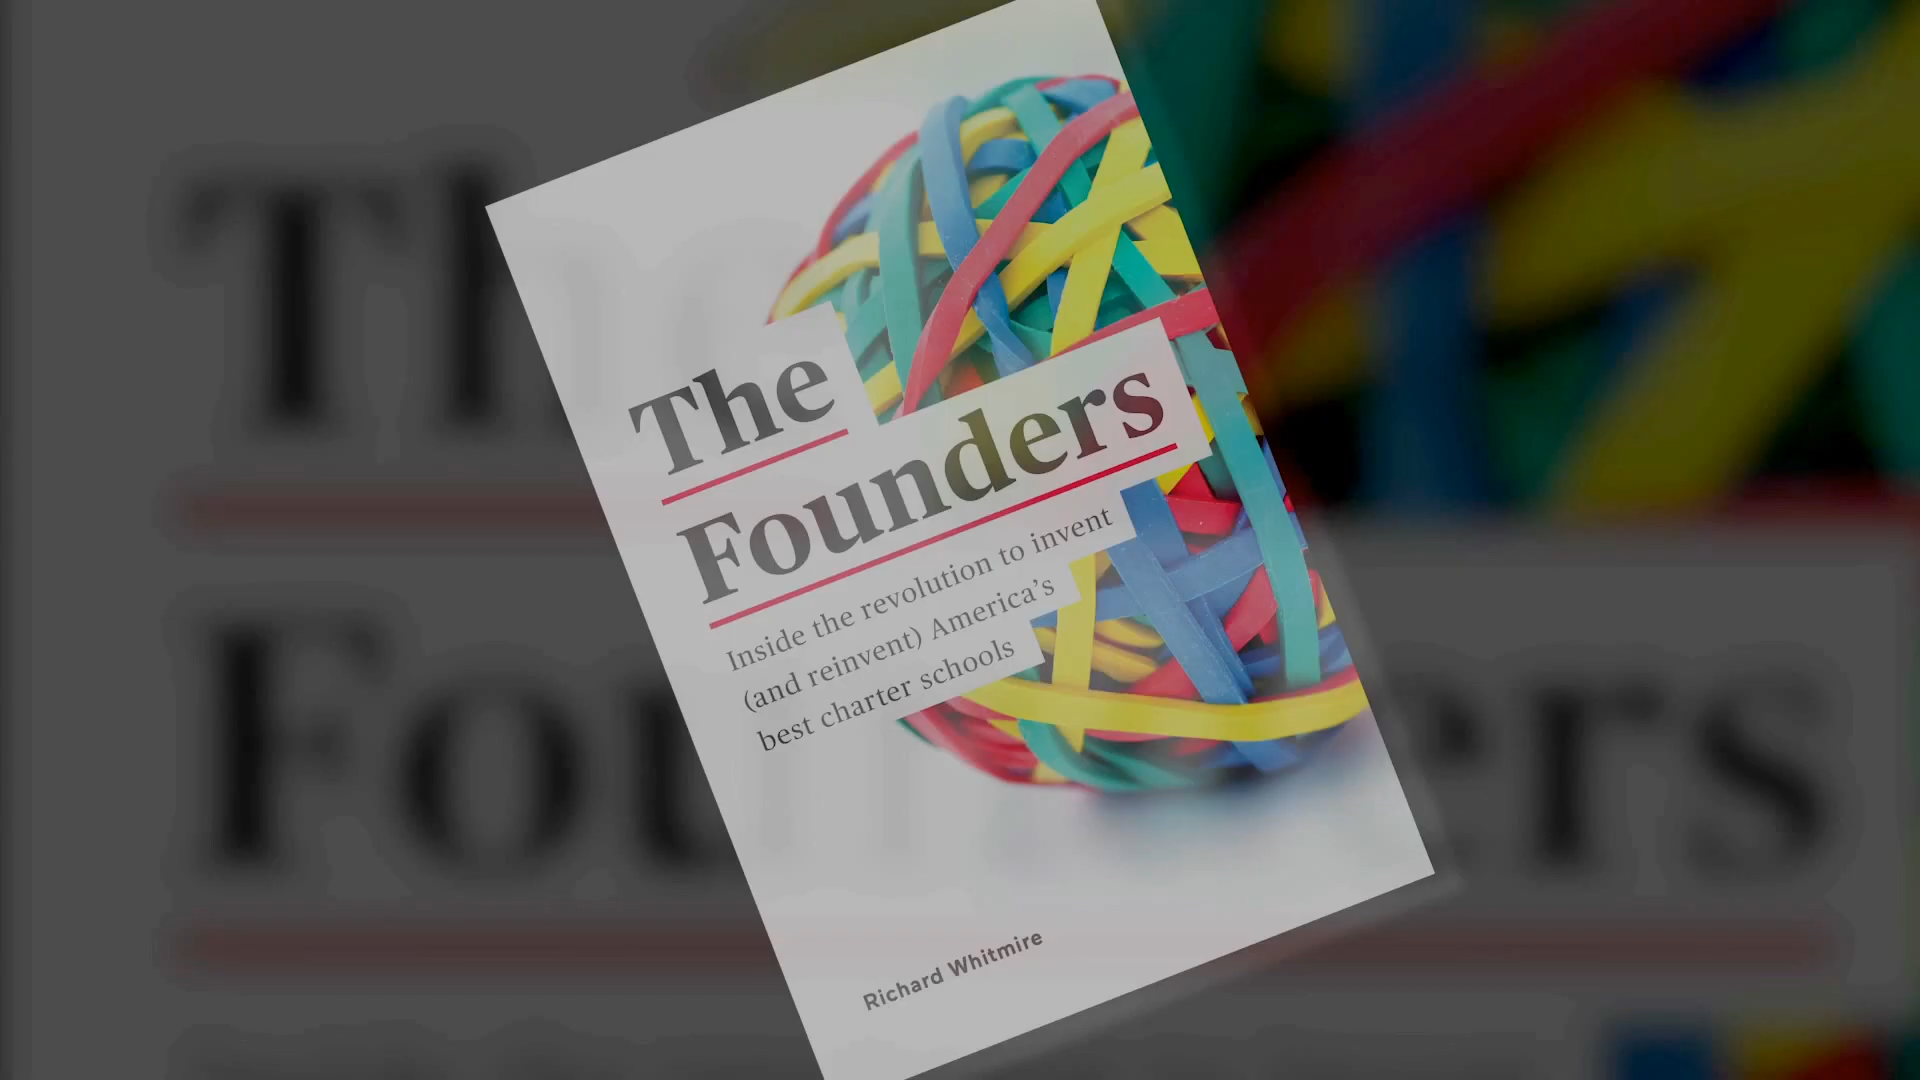 The
Founders
Inside the revolution to invent
(and reinvent) America’s
best charter schools
Richard Whitmire